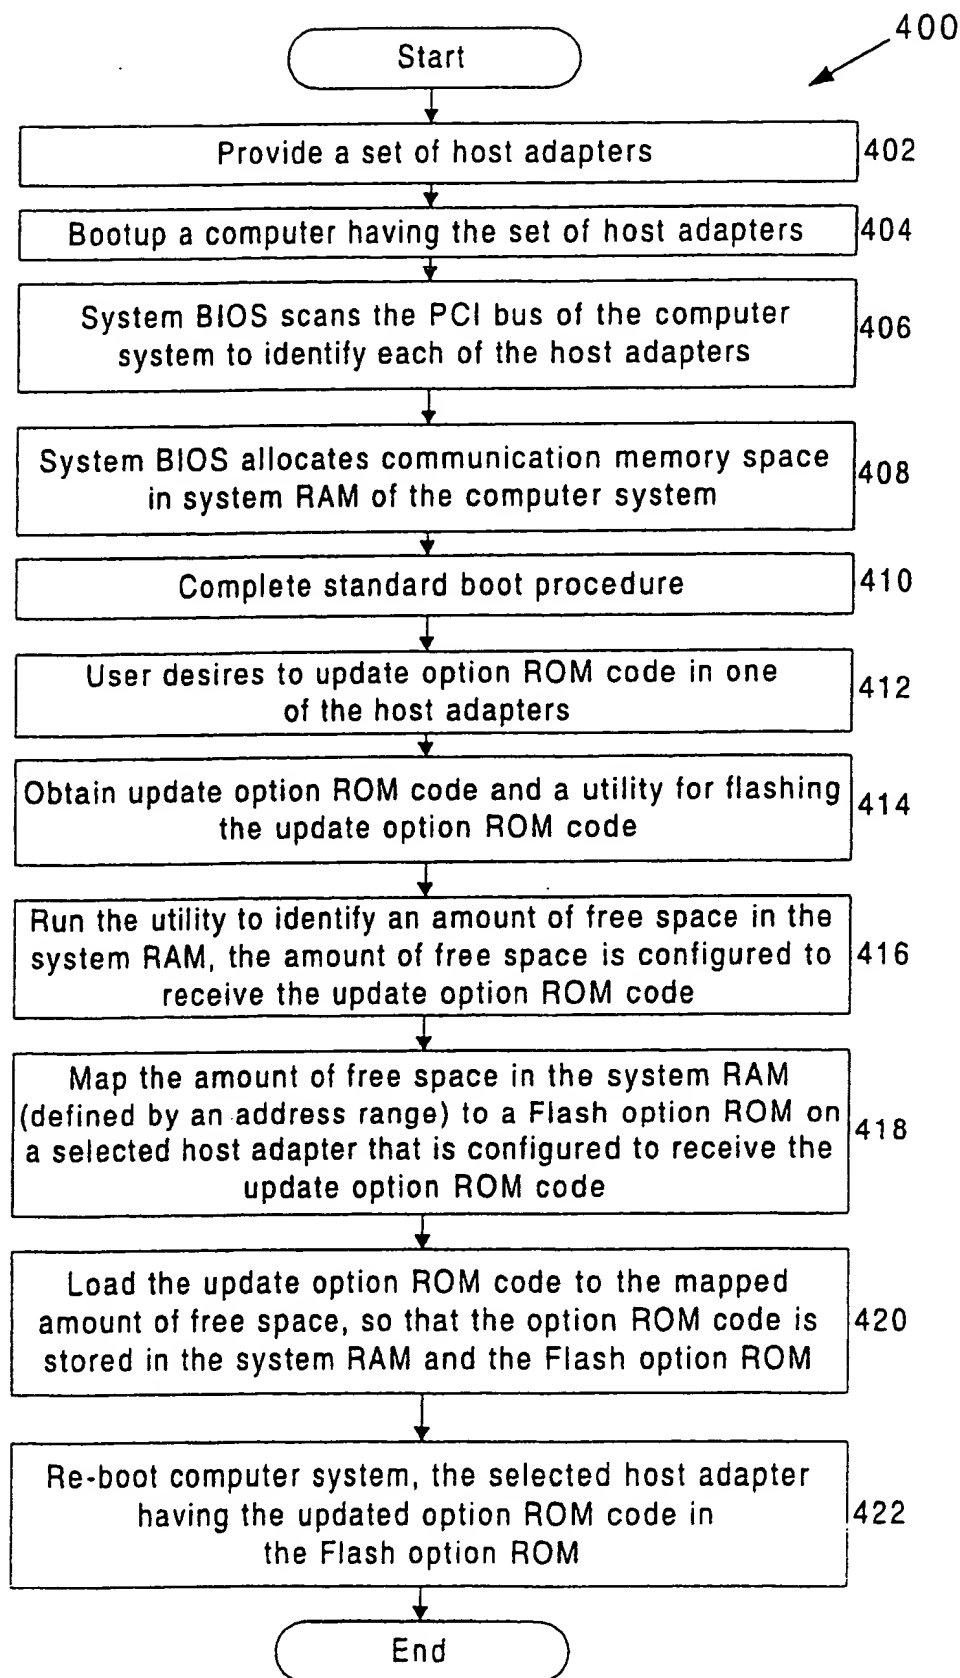 400
Start
Provide a set of host adapters
402
Bootup a computer having the set of host adapters
404
System BIOS scans the PCI bus of the computer
system to identify each of the host adapters
406
System BIOS allocates communication memory space
in system RAM of the computer system
408
Complete standard boot procedure
410
User desires to update option ROM code in one
of the host adapters
412
Obtain update option ROM code and a utility for flashing
the update option ROM code
414
Run the utility to identify an amount of free space in the
system RAM, the amount of free space is configured to
receive the update option ROM code
416
Map the amount of free space in the system RAM
(defined by an address range) to a Flash option ROM on
a selected host adapter that is configured to receive the
update option ROM code
418
Load the update option ROM code to the mapped
amount of free space, so that the option ROM code is
stored in the system RAM and the Flash option ROM
420
Re-boot computer system, the selected host adapter
having the updated option ROM code in
the Flash option ROM
422
End